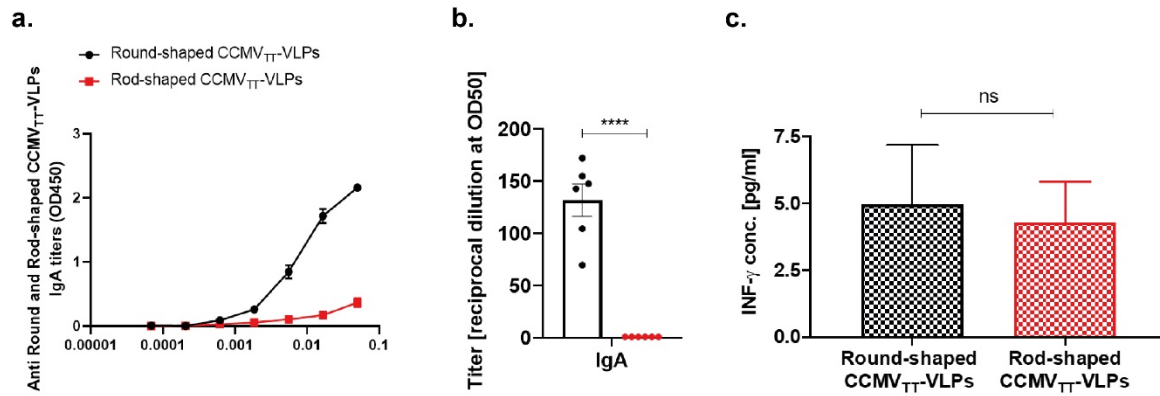 a.
Round-shaped CCMVTT-VLPs
Rod-shaped CCMVTT-VLPs
Anti Round and Rod-shaped CCMVTT-VLPs
IgA titers (OD450)
3
2
1
0
0.00001
0.0001
0.001
0.01
0.1
b.
Titer [reciprocal dilution at OD50]
200
150
100
50
0
****
IgA
c.
ns
INF-γ conc. [pg/ml]
7.5
5.0
2.5
0.0
Round-shaped
CCMVTT-VLPs
Rod-shaped
CCMVTT-VLPs